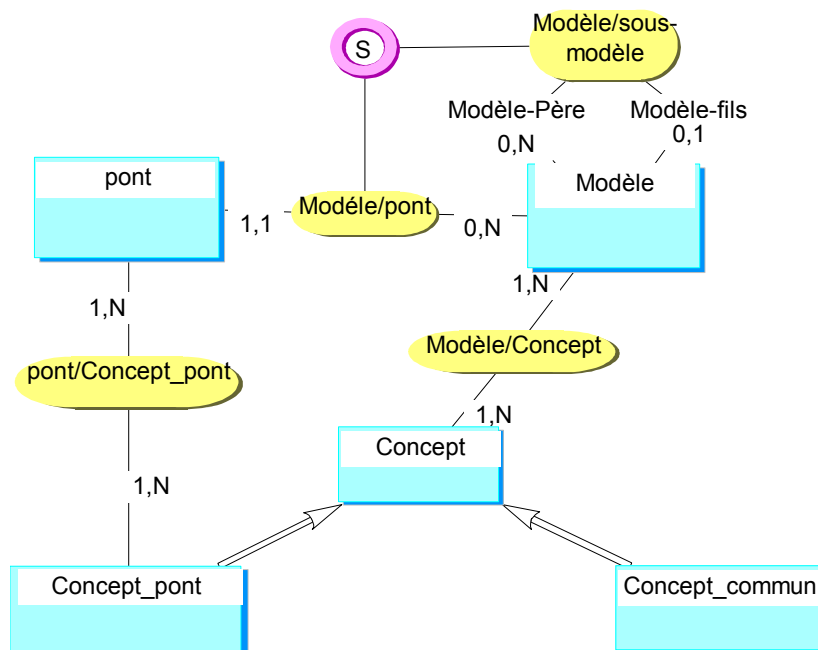 Modèle/sous-
modèle
S
Modèle-Père
Modèle-fils
0,N
0,1
pont
Modèle
Modéle/pont
1,1
0,N
1,N
1,N
Modèle/Concept
pont/Concept_pont
1,N
Concept
1,N
Concept_pont
Concept_commun